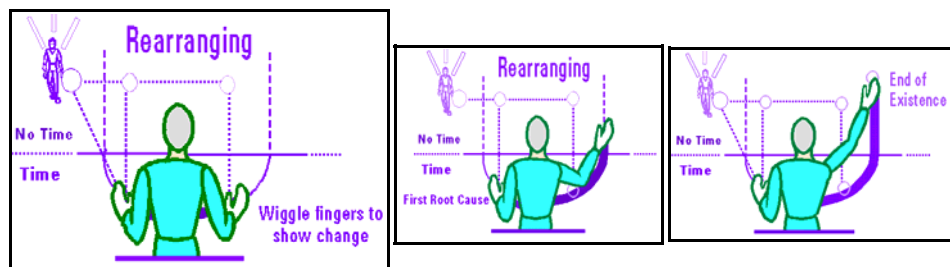 Rearranging
No Time
Time
Wiggle fingers to
show change
Rearranging
No Time
Time
First Root Cause
End of
Existence
No Time
Time